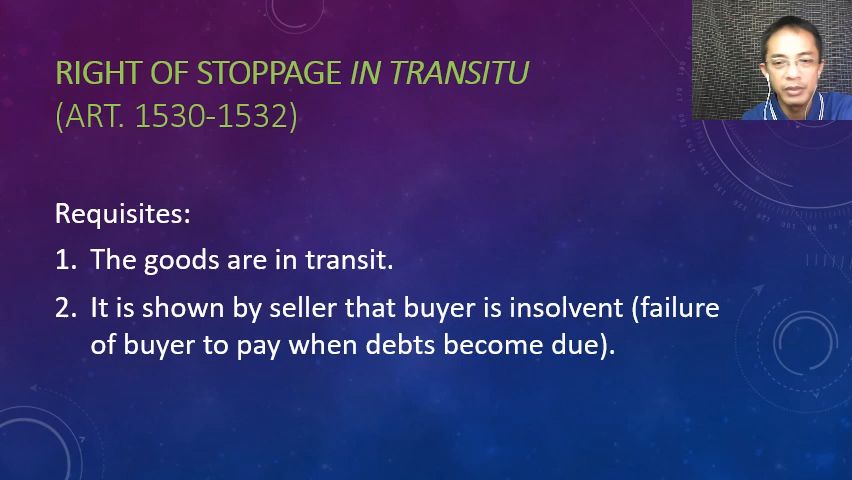 RIGHT OF STOPPAGE IN TRANSITU
(ART. 1530-1532)
Requisites:
1. The goods are in transit.
2. It is shown by seller that buyer is insolvent (failure
of buyer to pay when debts become due).